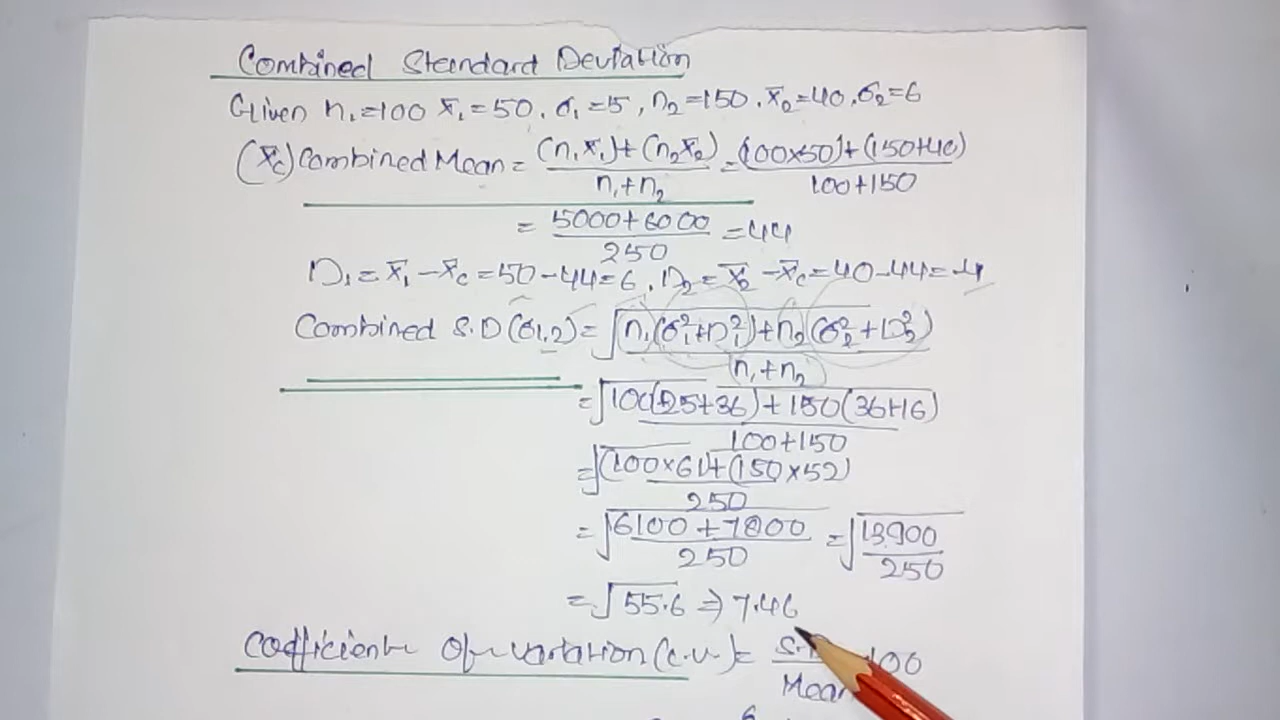 Combined Standard Deviation
Given n₁=100 x̄₁=50, σ₁=5, n₂=150, x̄₂=40, σ₂=6
(x̄c) Combined Mean = (n₁x̄₁)+(n₂x̄₂) / n₁+n₂ = (100×50)+(150+40) / 100+150
= 5000+6000 / 250 = 44
D₁ = x̄₁ - x̄c = 50-44=6, D₂ = x̄₂ - x̄c = 40-44=-4
Combined S.D (σ1,2) = √ n₁(σ₁²+D₁²)+n₂(σ₂²+D₂²) / n₁+n₂
= √ 100(25+36)+150(36+16) / 100+150
= √ (100×61)+(150×52) / 250
= √ 6100+7800 / 250 = √ 13900 / 250
= √55.6 ⇒ 7.46
Coefficient Of variation (c.v) = 100